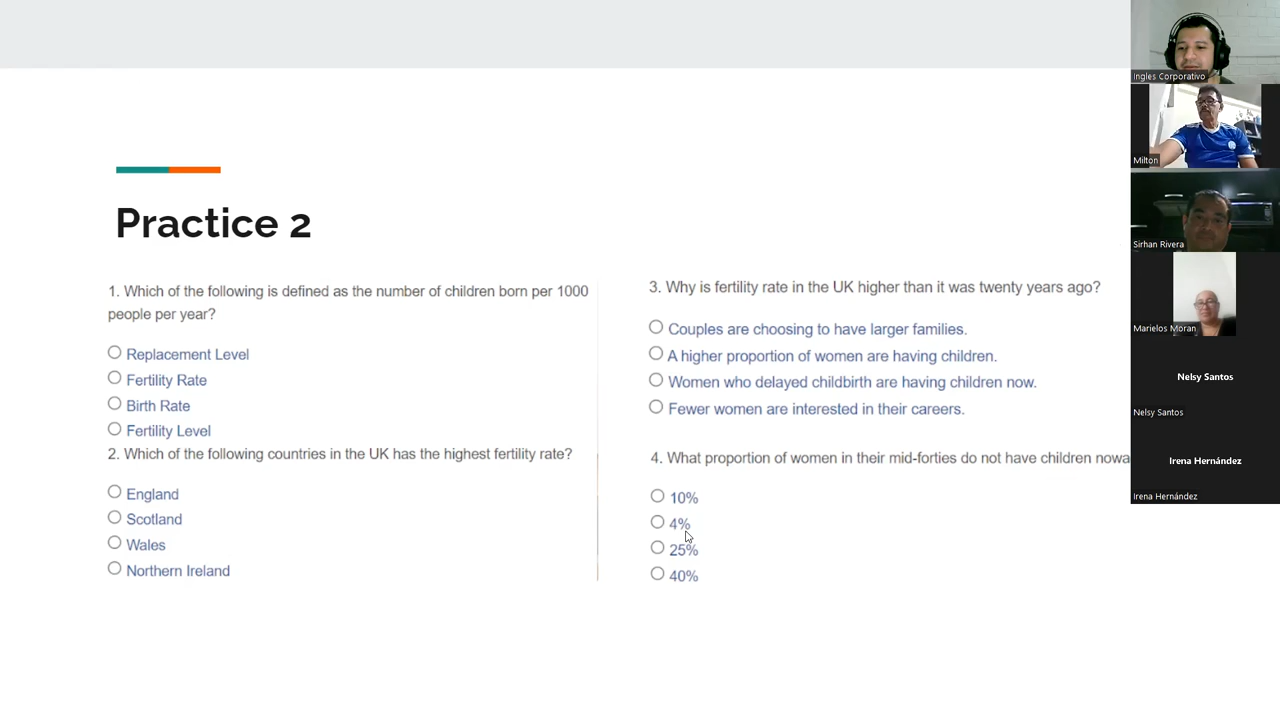 Practice 2
1. Which of the following is defined as the number of children born per 1000
people per year?
Replacement Level
Fertility Rate
Birth Rate
Fertility Level
2. Which of the following countries in the UK has the highest fertility rate?
England
Scotland
Wales
Northern Ireland
3. Why is fertility rate in the UK higher than it was twenty years ago?
Couples are choosing to have larger families.
A higher proportion of women are having children.
Women who delayed childbirth are having children now.
Fewer women are interested in their careers.
4. What proportion of women in their mid-forties do not have children nowa
10%
4%
25%
40%
Ingles Corporativo
Milton
Sirhan Rivera
Marielos Moran
Nelsy Santos
Nelsy Santos
Irena Hernández
Irena Hernández